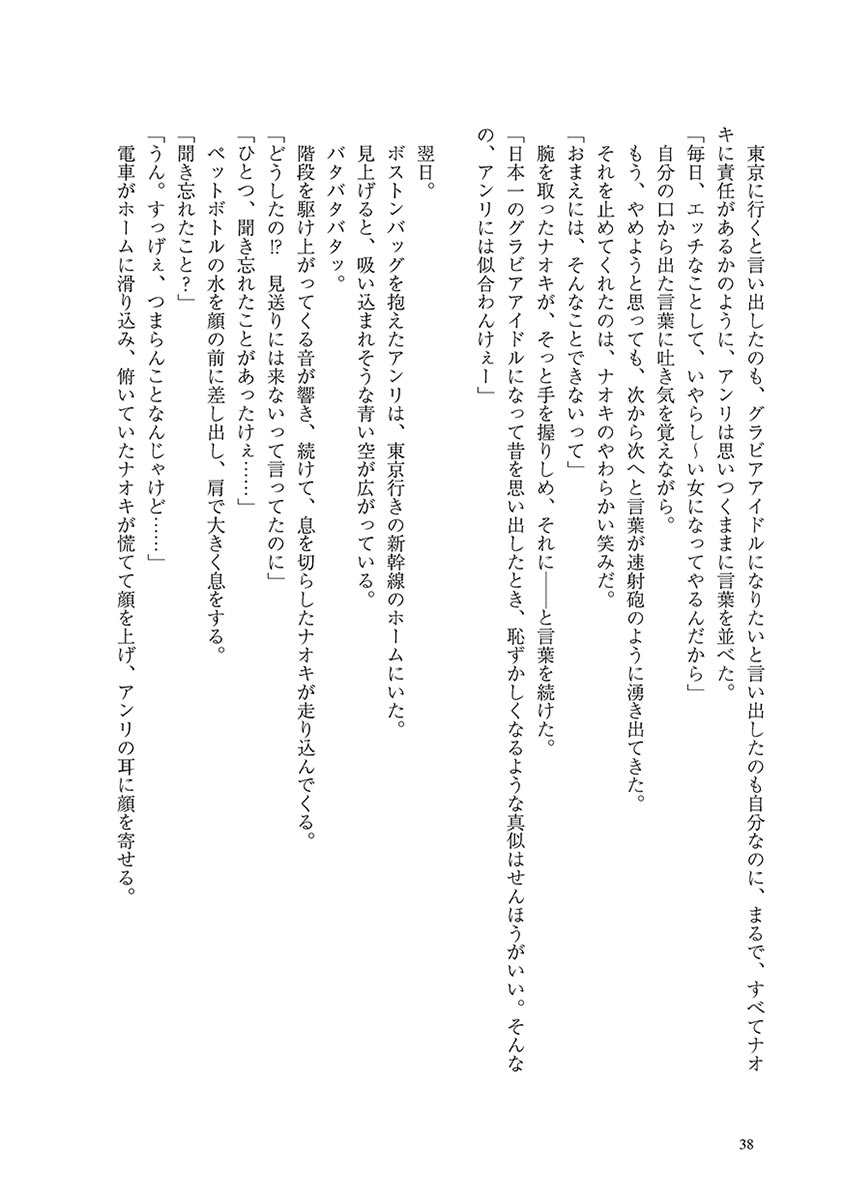 東京に行くと言い出したのも、グラビアアイドルになりたいと言い出したのも自分なのに、まるで、すべてナオ
キに責任があるかのように、アンリは思いつくままに言葉を並べた。
「毎日、エッチなことして、いやらし〜い女になってやるんだから」
自分の口から出た言葉に吐き気を覚えながら。
もう、やめようと思っても、次から次へと言葉が速射砲のように湧き出てきた。
それを止めてくれたのは、ナオキのやわらかい笑みだ。
「おまえには、そんなことできないって」
腕を取ったナオキが、そっと手を握りしめ、それに――と言葉を続けた。
「日本一のグラビアアイドルになって昔を思い出したとき、恥ずかしくなるような真似はせんほうがいい。そんな
の、アンリには似合わんけぇー」
翌日。
ボストンバッグを抱えたアンリは、東京行きの新幹線のホームにいた。
見上げると、吸い込まれそうな青い空が広がっている。
バタバタバタッ。
階段を駆け上がってくる音が響き、続けて、息を切らしたナオキが走り込んでくる。
「どうしたの!? 見送りには来ないって言ってたのに」
「ひとつ、聞き忘れたことがあったけぇ……」
ペットボトルの水を顔の前に差し出し、肩で大きく息をする。
「聞き忘れたこと?」
「うん。すっげぇ、つまらんことなんじゃけど……」
電車がホームに滑り込み、俯いていたナオキが慌てて顔を上げ、アンリの耳に顔を寄せる。
38